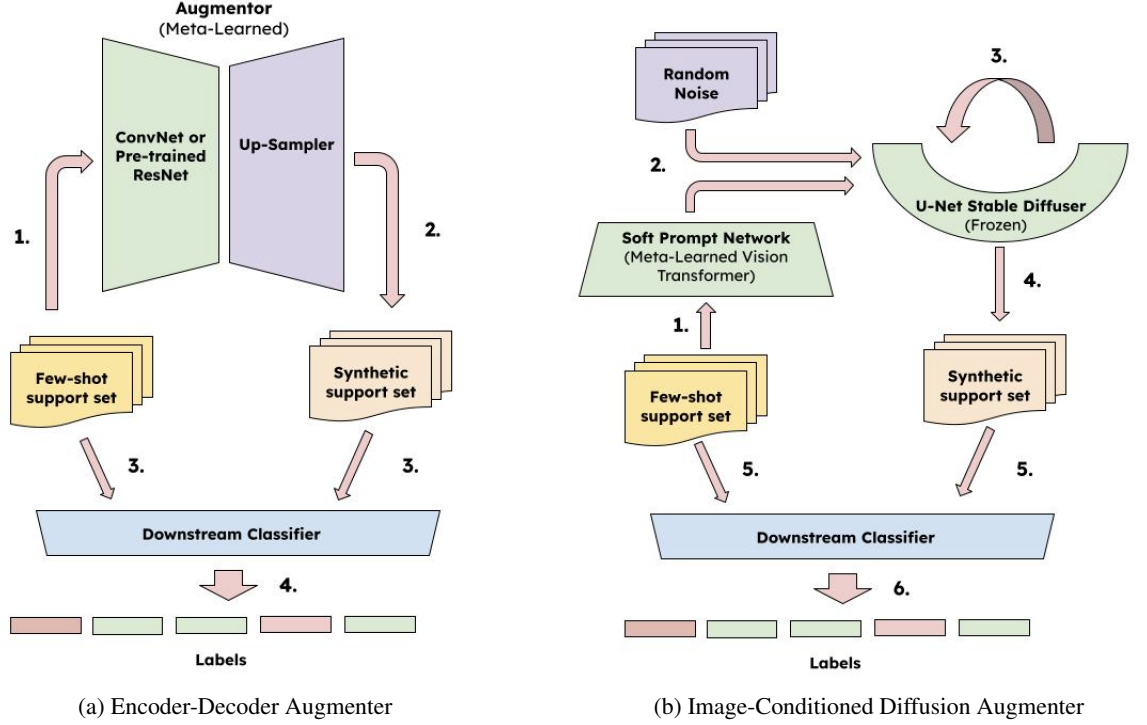 Augmentor
(Meta-Learned)
ConvNet or
Pre-trained
ResNet
Up-Sampler
1.
2.
Few-shot
support set
Synthetic
support set
3.
3.
Downstream Classifier
4.
Labels
(a) Encoder-Decoder Augmenter
Random
Noise
3.
2.
U-Net Stable Diffuser
(Frozen)
Soft Prompt Network
(Meta-Learned Vision
Transformer)
1.
4.
Few-shot
support set
Synthetic
support set
5.
5.
Downstream Classifier
6.
Labels
(b) Image-Conditioned Diffusion Augmenter